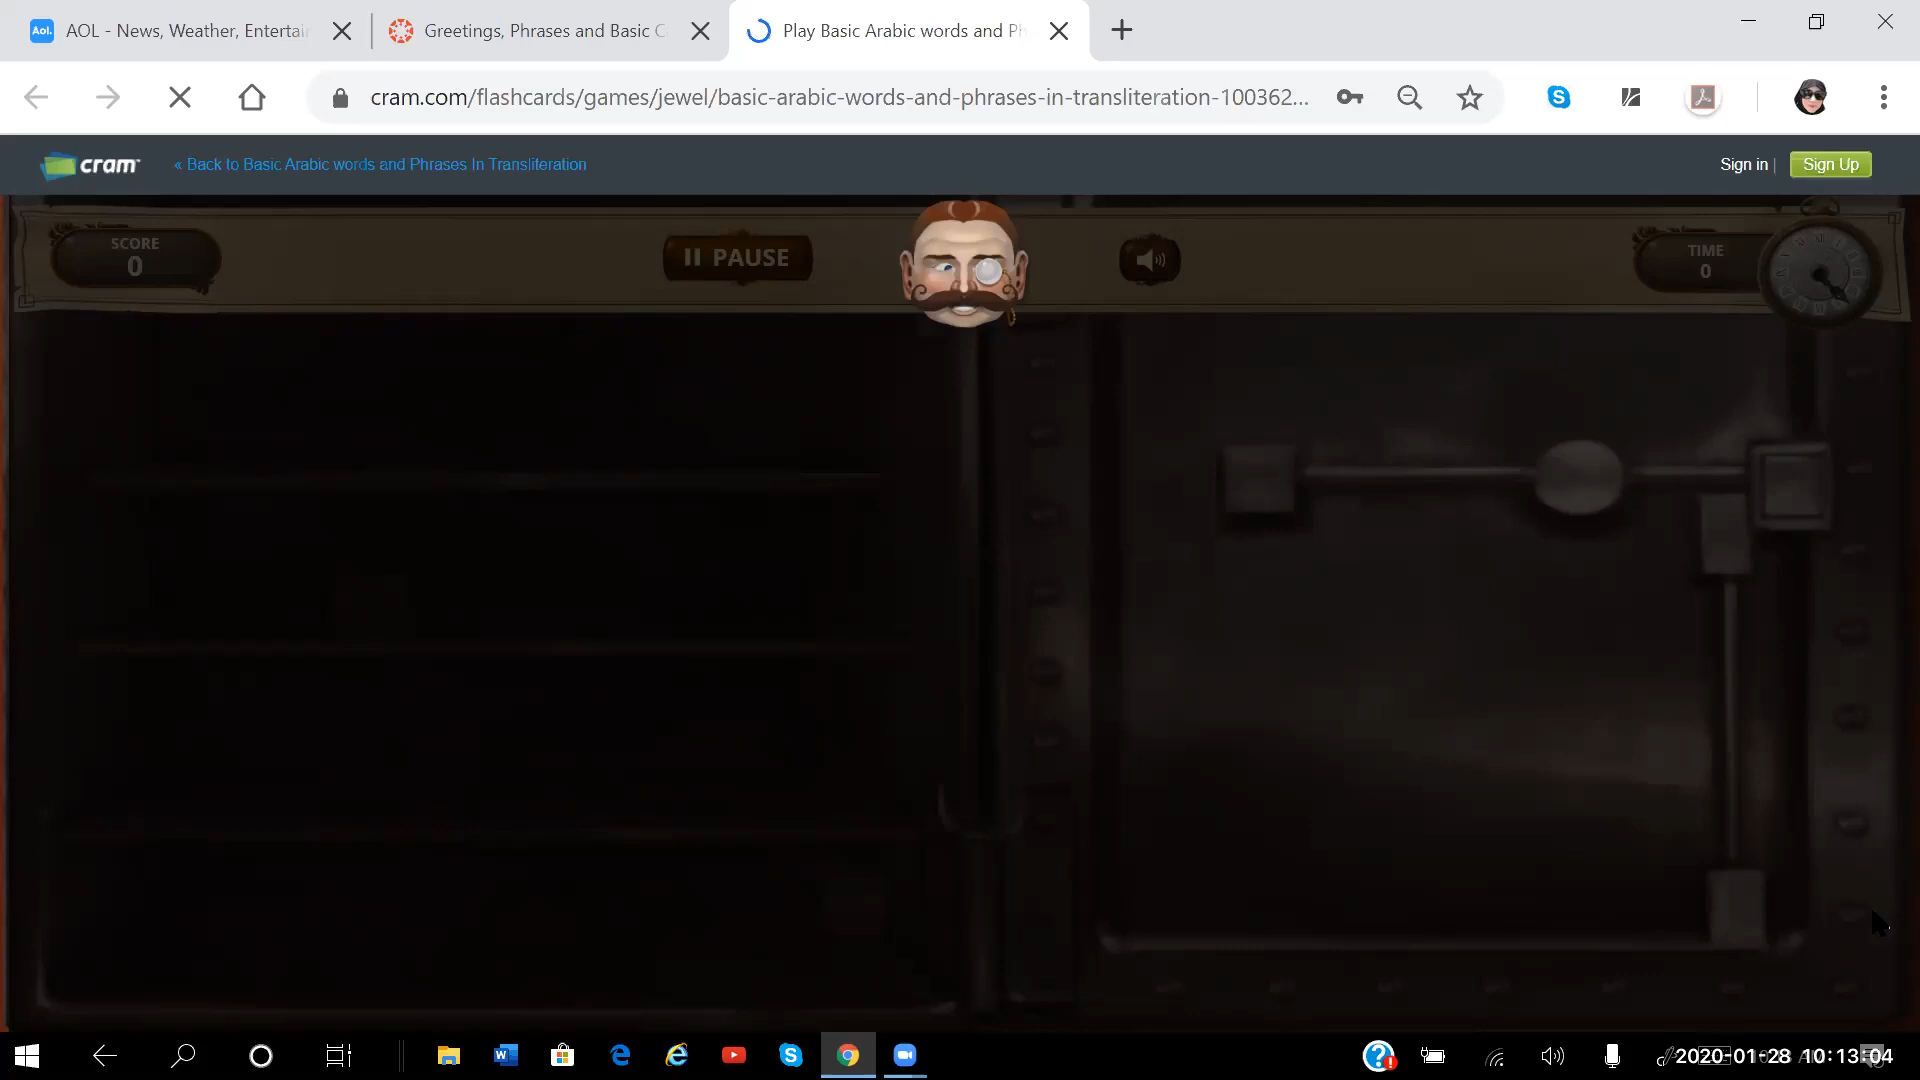 Aol.
AOL - News, Weather, Entertai
Greetings, Phrases and Basic C
Play Basic Arabic words and Ph
cram.com/flashcards/games/jewel/basic-arabic-words-and-phrases-in-transliteration-100362...
cram
« Back to Basic Arabic words and Phrases In Transliteration
Sign in |
Sign Up
SCORE
0
PAUSE
TIME
0
2020-01-28 10:13:04